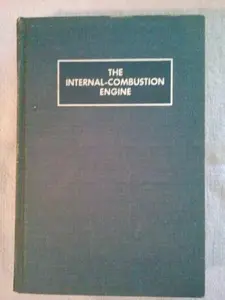 THE
INTERNAL-COMBUSTION
ENGINE